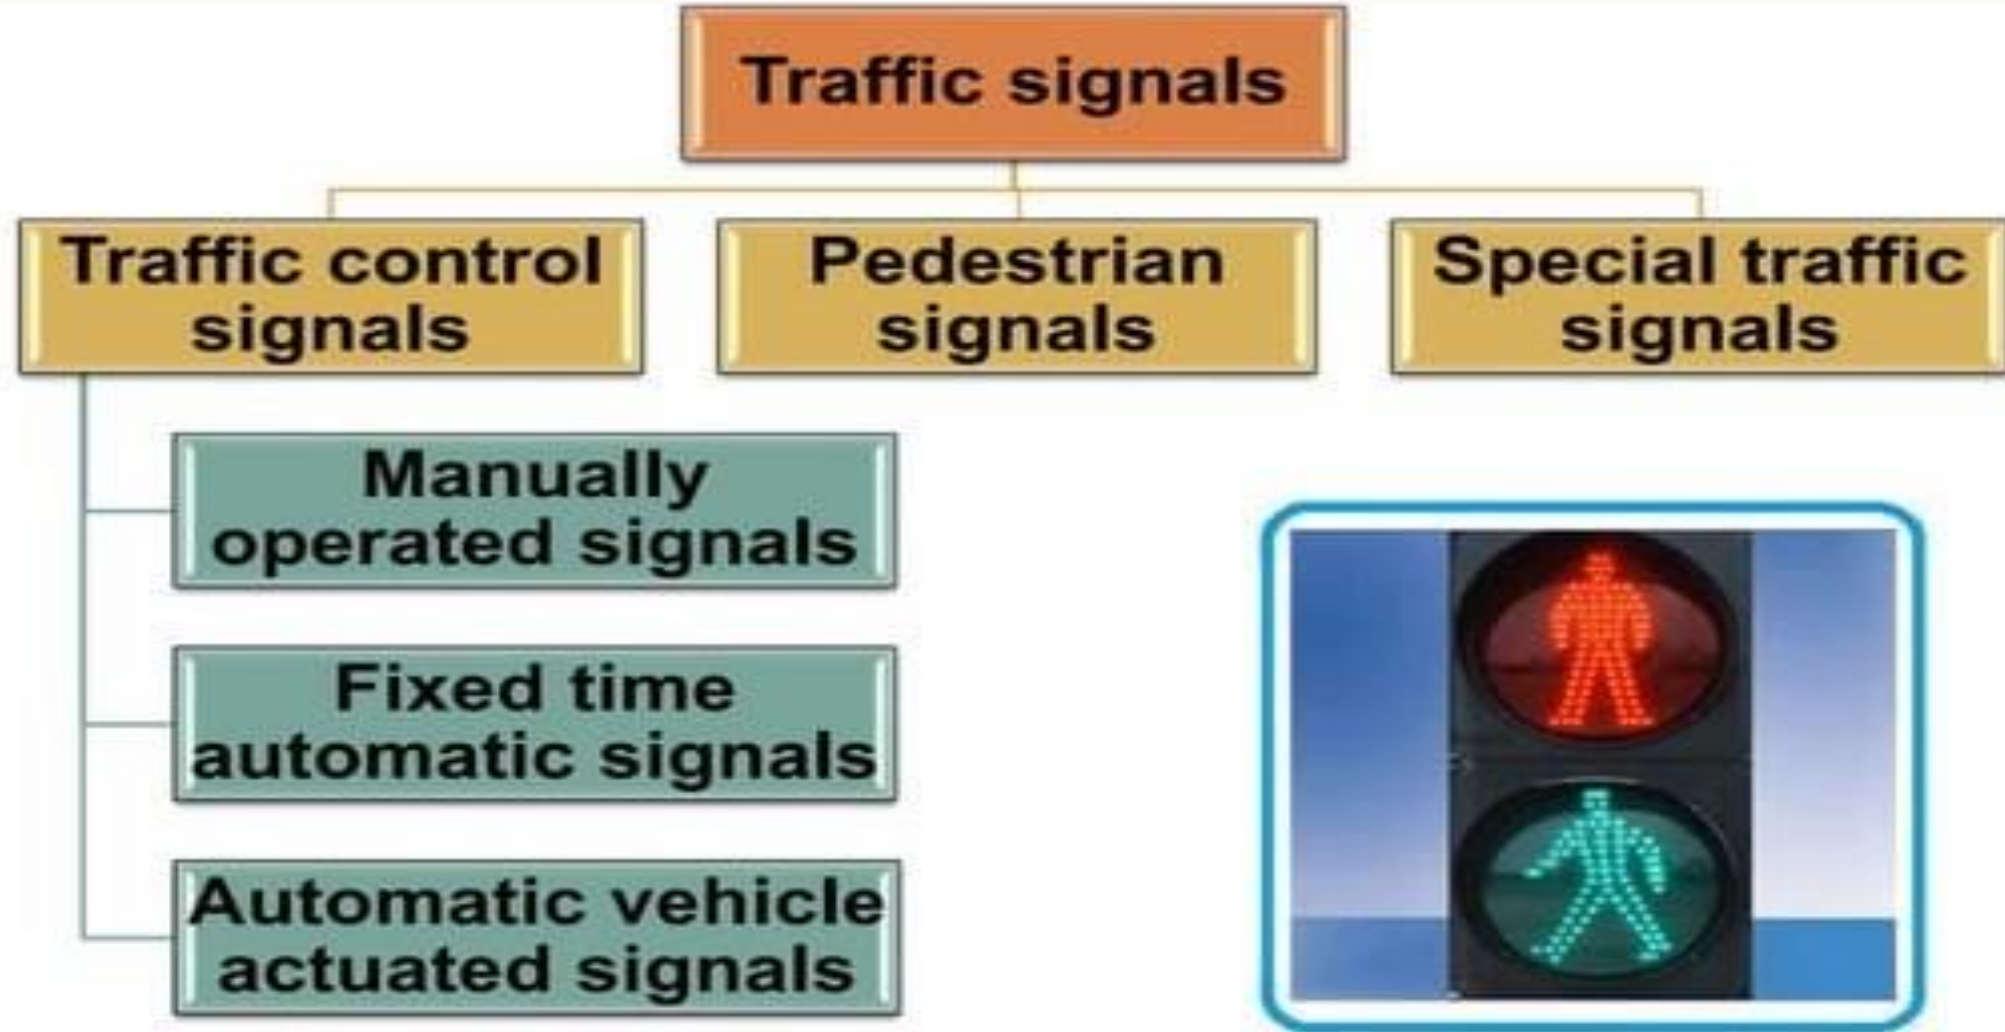 Traffic signals
Traffic control
signals
Pedestrian
signals
Special traffic
signals
Manually
operated signals
Fixed time
automatic signals
Automatic vehicle
actuated signals